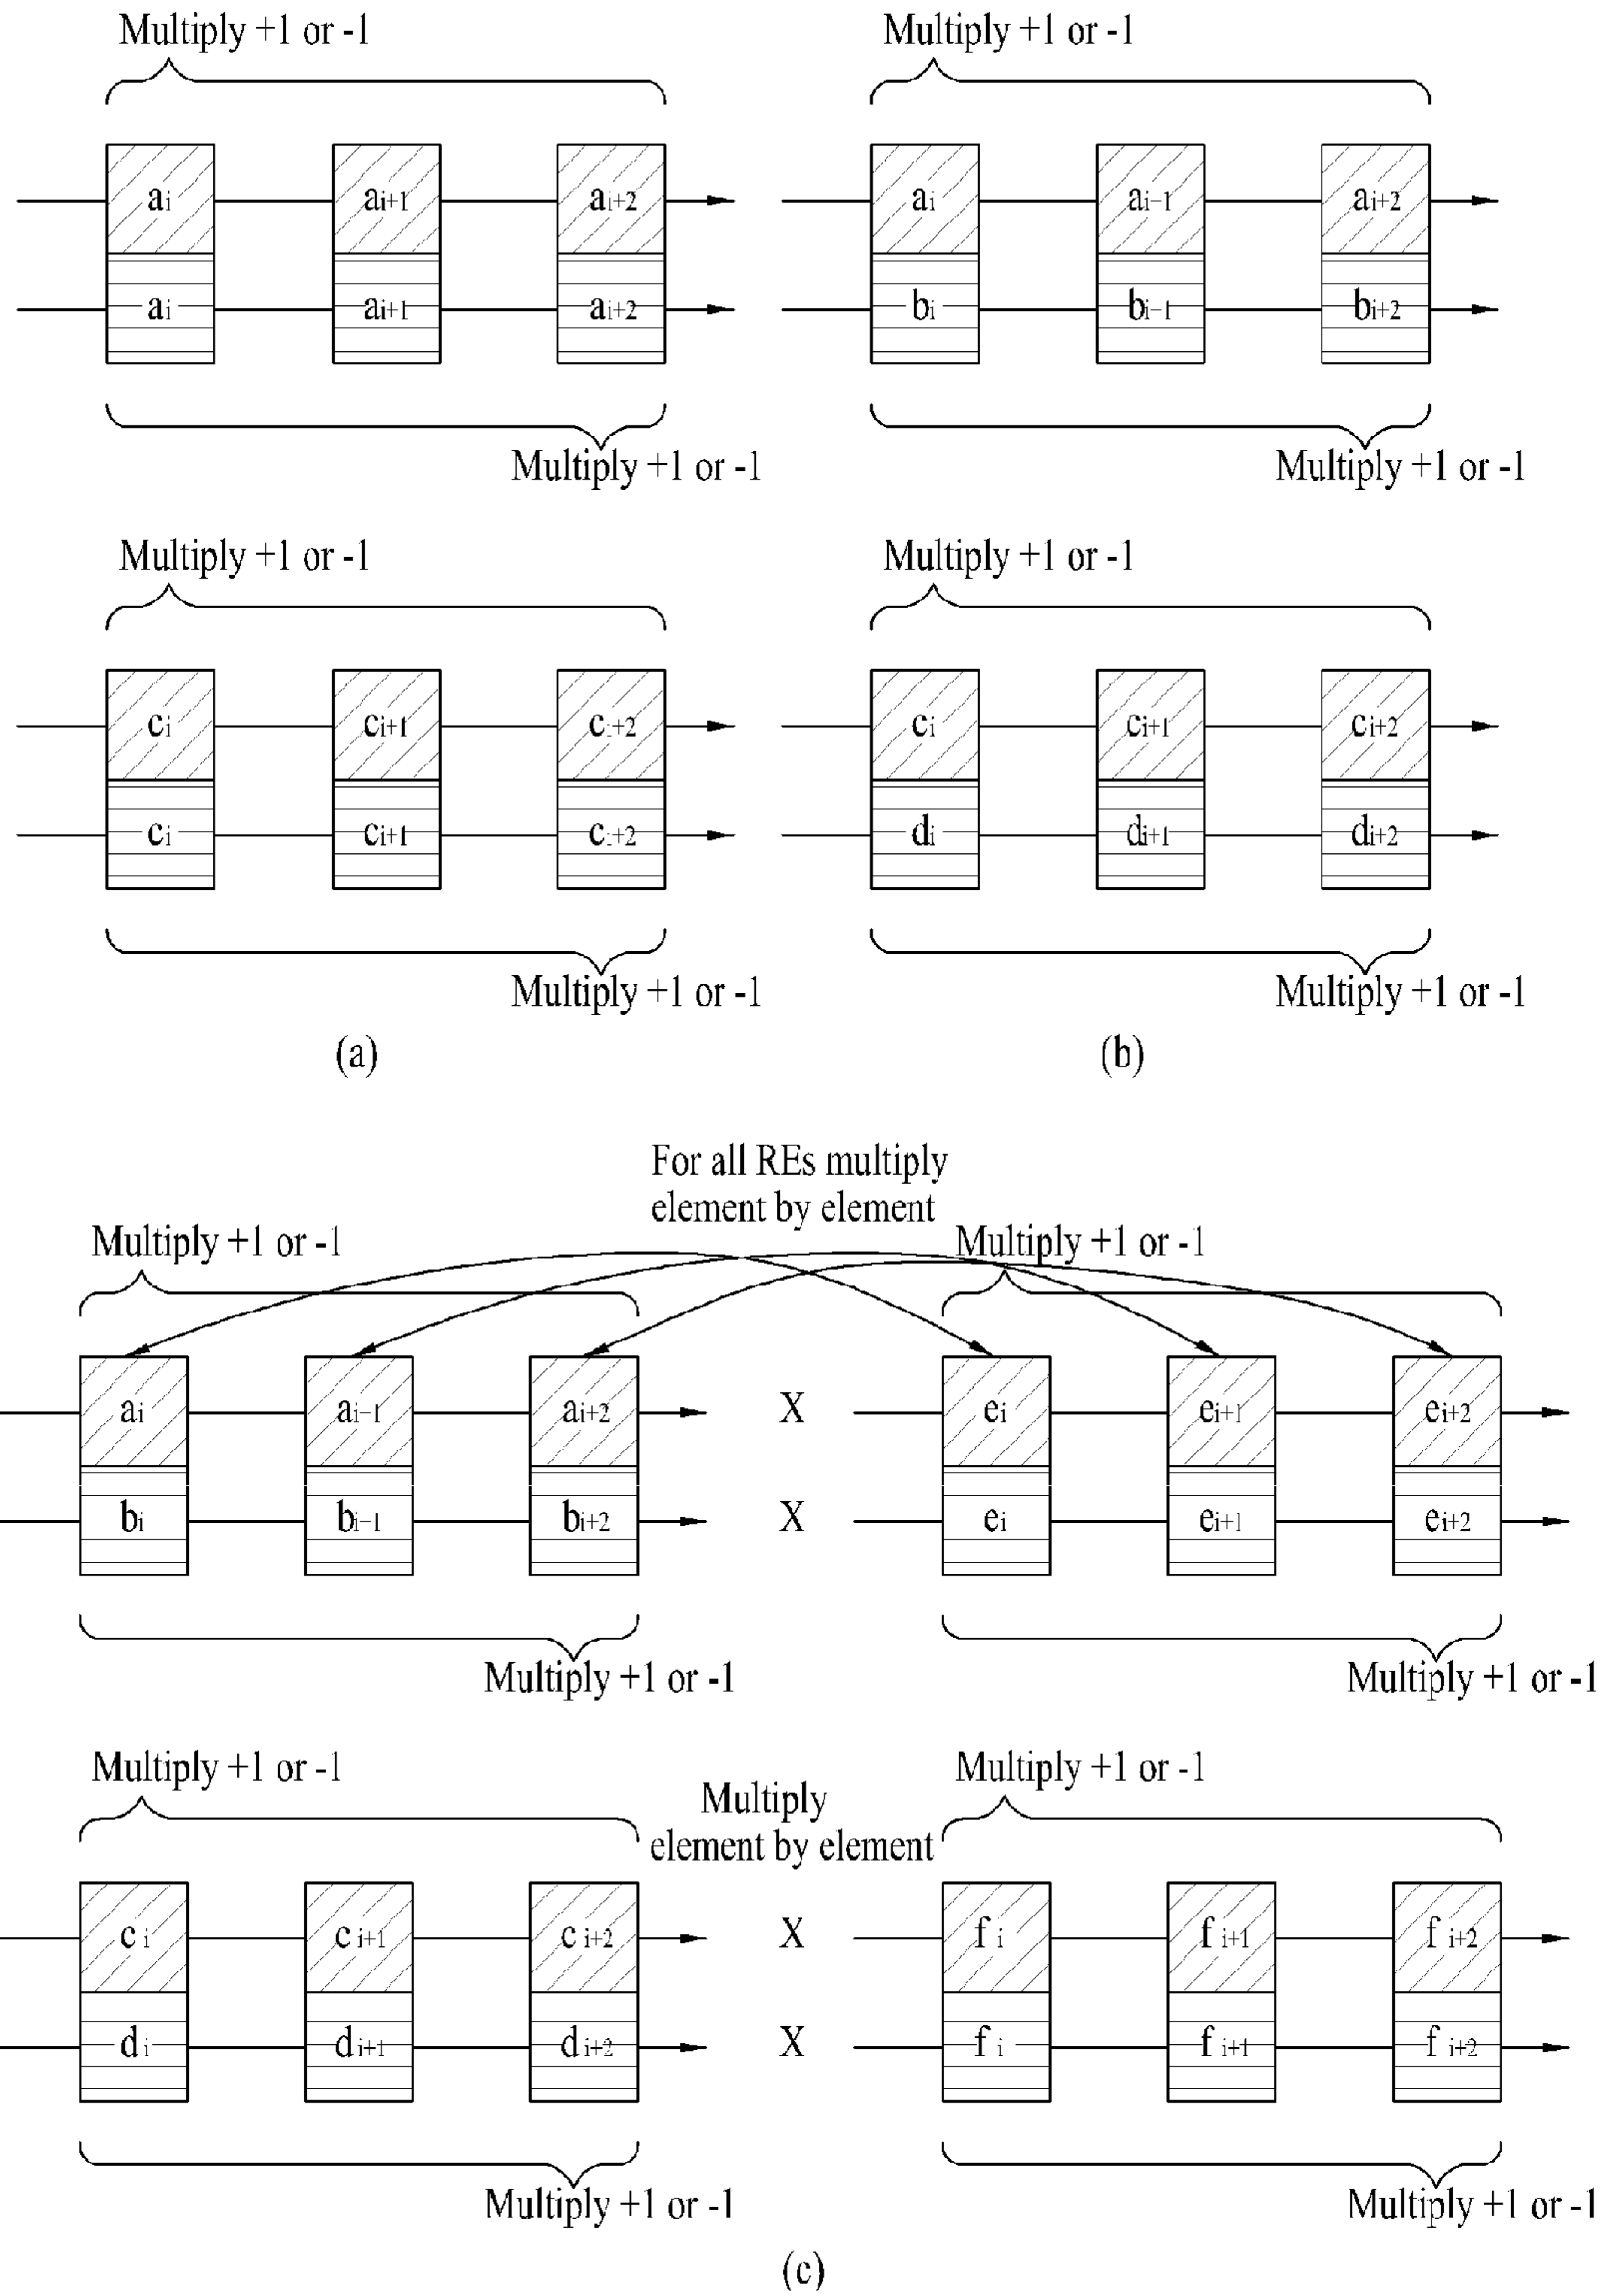 Multiply +1 or -1
Multiply +1 or -1
ai ai+1 ai+2
ai ai-1 ai+2
ai ai+1 ai+2
bi bi-1 bi+2
Multiply +1 or -1
Multiply +1 or -1
Multiply +1 or -1
Multiply +1 or -1
ci ci+1 ci+2
ci ci+1 ci+2
ci ci+1 ci+2
di di+1 di+2
Multiply +1 or -1
Multiply +1 or -1
(a)
(b)
For all REs multiply
element by element
Multiply +1 or -1
Multiply +1 or -1
ai ai-1 ai+2 X ei ei+1 ei+2
bi bi-1 bi+2 X ei ei+1 ei+2
Multiply +1 or -1
Multiply +1 or -1
Multiply +1 or -1
Multiply +1 or -1
Multiply
element by element
c i c i+1 c i+2 X f i f i+1 f i+2
d i d i+1 d i+2 X f i f i+1 f i+2
Multiply +1 or -1
Multiply +1 or -1
(c)